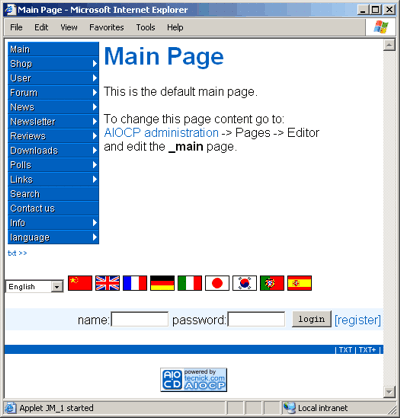 Main Page - Microsoft Internet Explorer
File Edit View Favorites Tools Help
Main
Shop
User
Forum
News
Newsletter
Reviews
Downloads
Polls
Links
Search
Contact us
Info
language
txt >>
Main Page
This is the default main page.
To change this page content go to:
AIOCP administration -> Pages -> Editor
and edit the _main page.
English
name: password: login [register]
| TXT | TXT+ |
AIO CP powered by
tecnick.com
AIOCP
Applet JM_1 started Local intranet